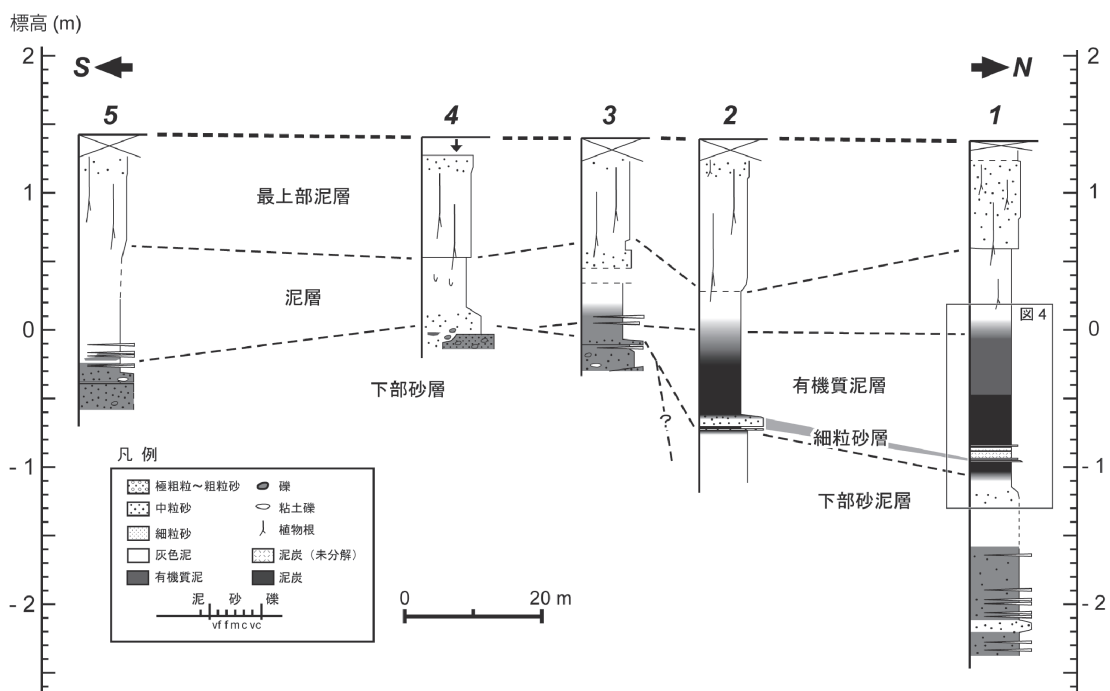 標高 (m)
2
2
S
N
5
4
3
2
1
1
1
最上部泥層
泥層
図 4
0
0
下部砂層
有機質泥層
?
細粒砂層
- 1
- 1
下部砂泥層
凡 例
極粗粒～粗粒砂
礫
中粒砂
粘土礫
細粒砂
植物根
灰色泥
泥炭（未分解）
有機質泥
泥炭
泥 砂 礫
vf f m c vc
0
20 m
- 2
- 2